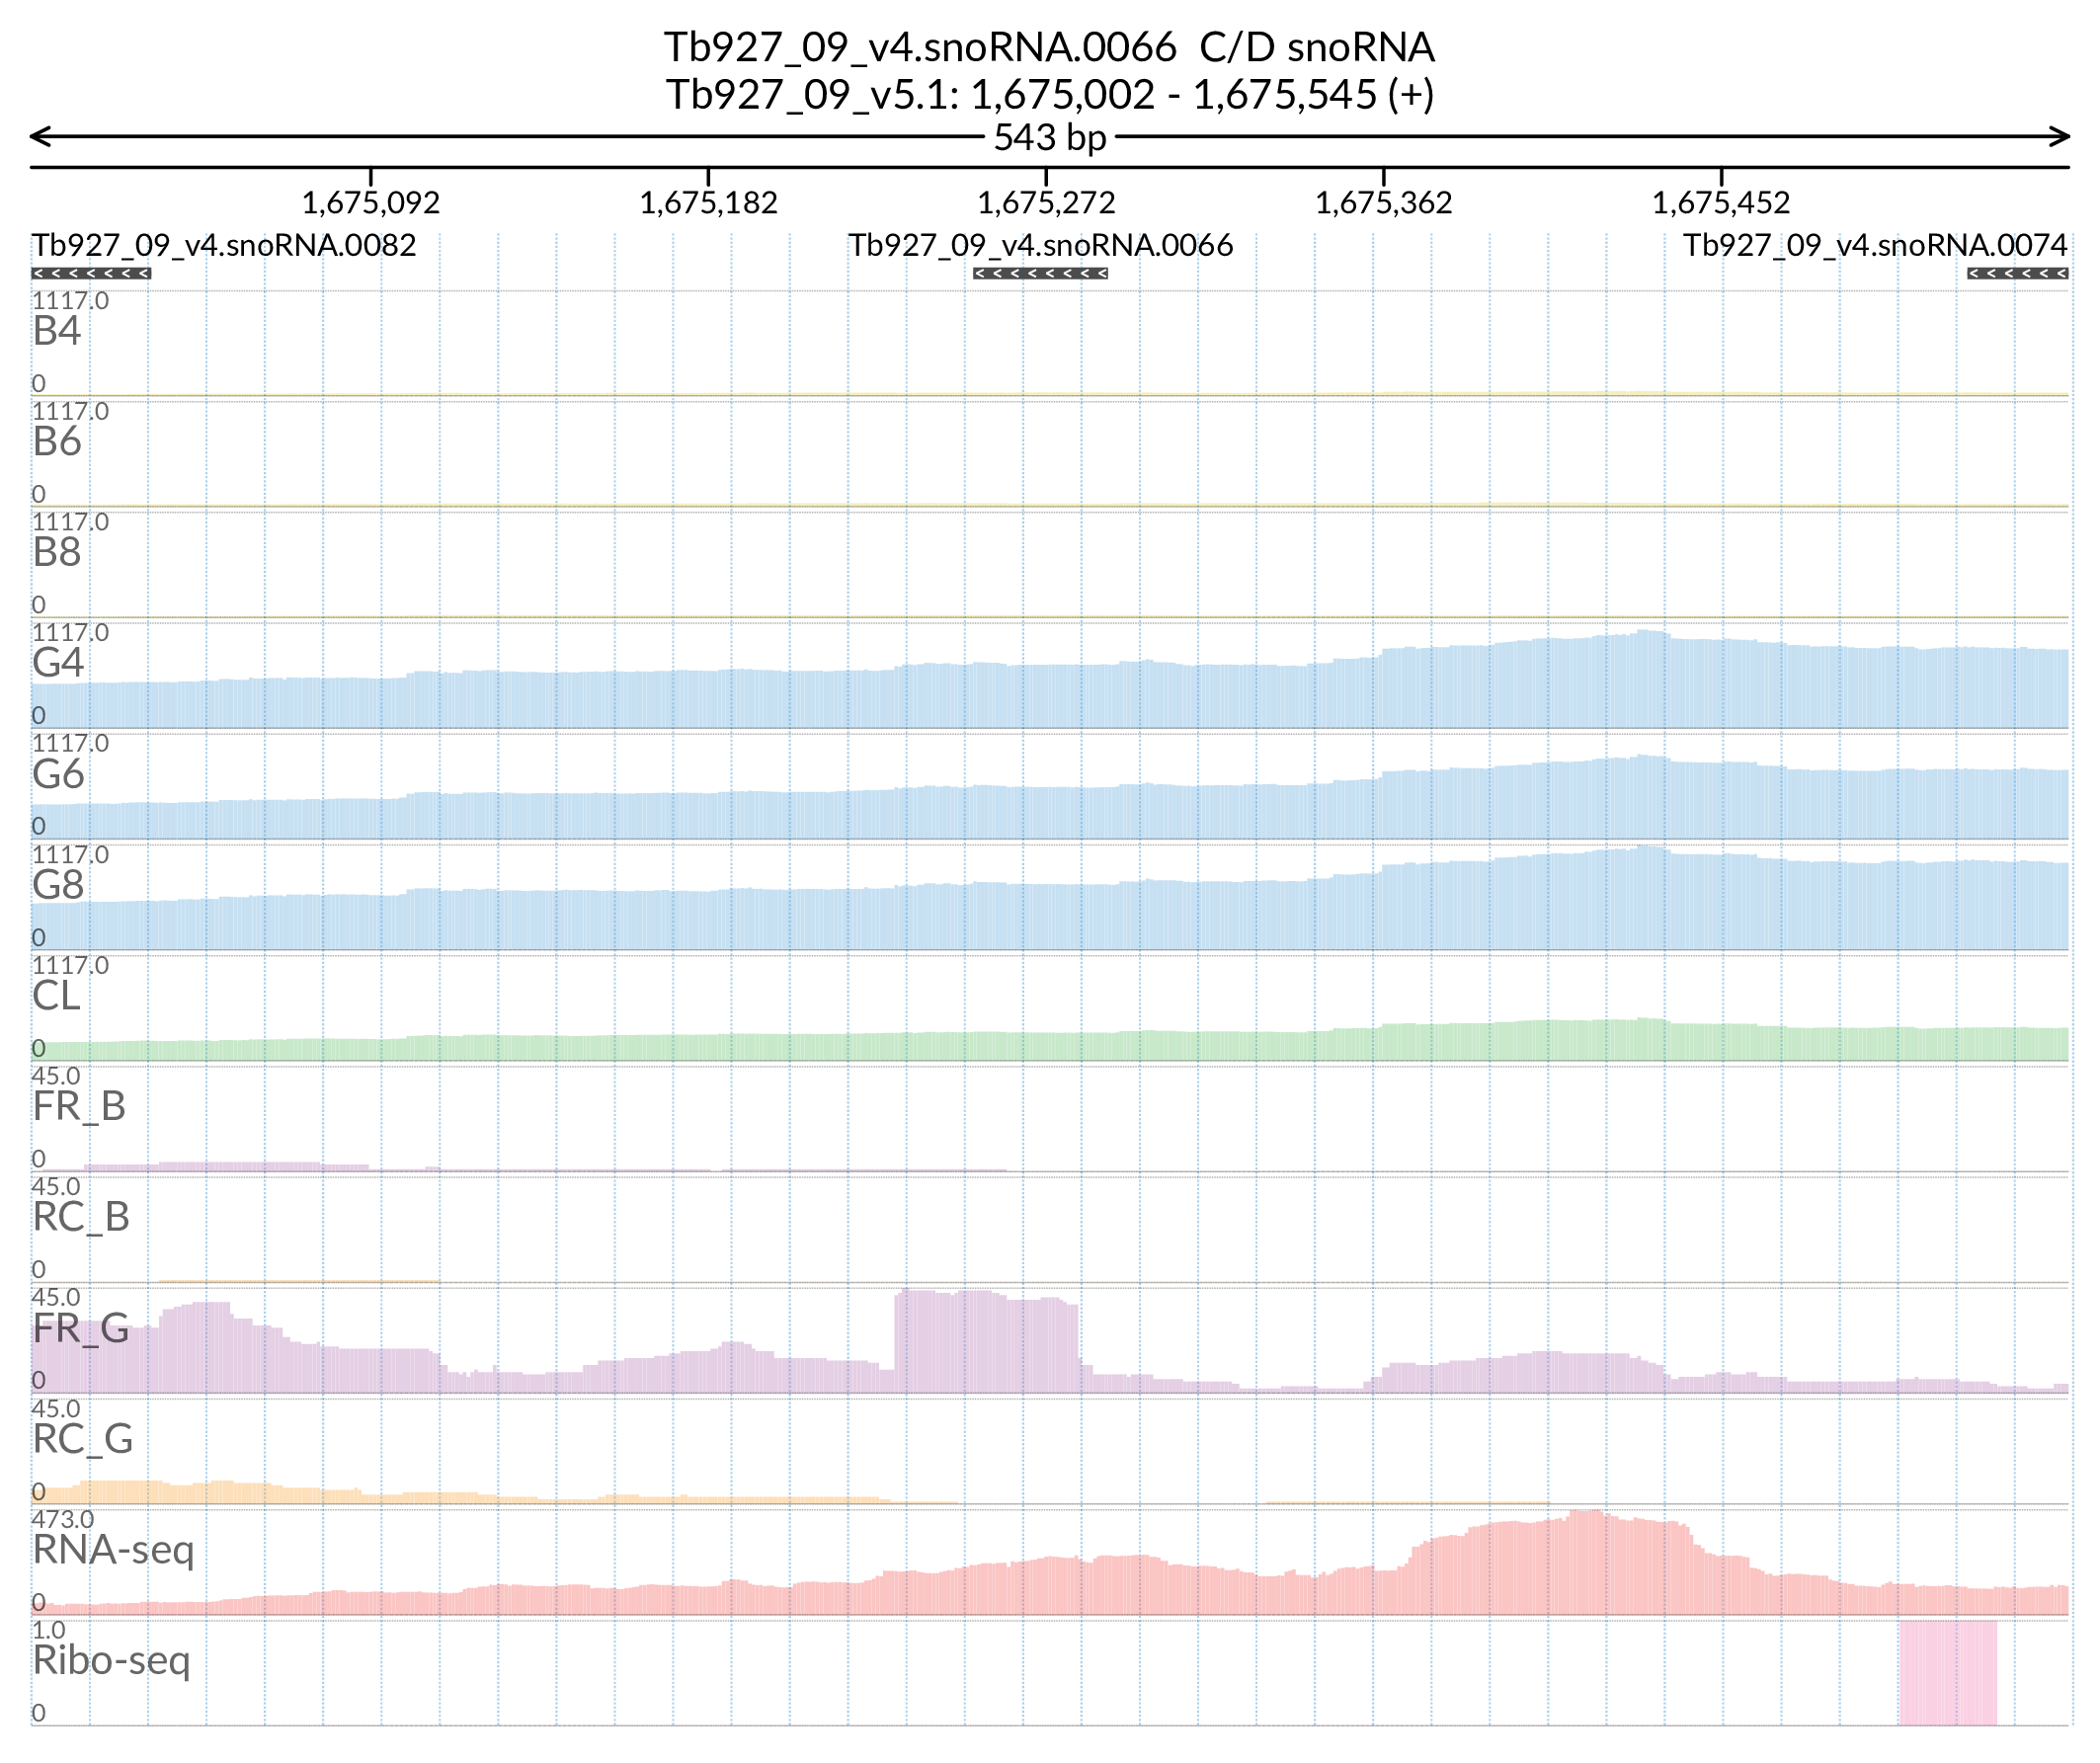 Tb927_09_v4.snoRNA.0066  C/D snoRNA
Tb927_09_v5.1: 1,675,002 - 1,675,545 (+)
543 bp
1,675,092 1,675,182 1,675,272 1,675,362 1,675,452
Tb927_09_v4.snoRNA.0082 Tb927_09_v4.snoRNA.0066 Tb927_09_v4.snoRNA.0074
1117.0
B4
0
1117.0
B6
0
1117.0
B8
0
1117.0
G4
0
1117.0
G6
0
1117.0
G8
0
1117.0
CL
0
45.0
FR_B
0
45.0
RC_B
0
45.0
FR_G
0
45.0
RC_G
0
473.0
RNA-seq
0
1.0
Ribo-seq
0